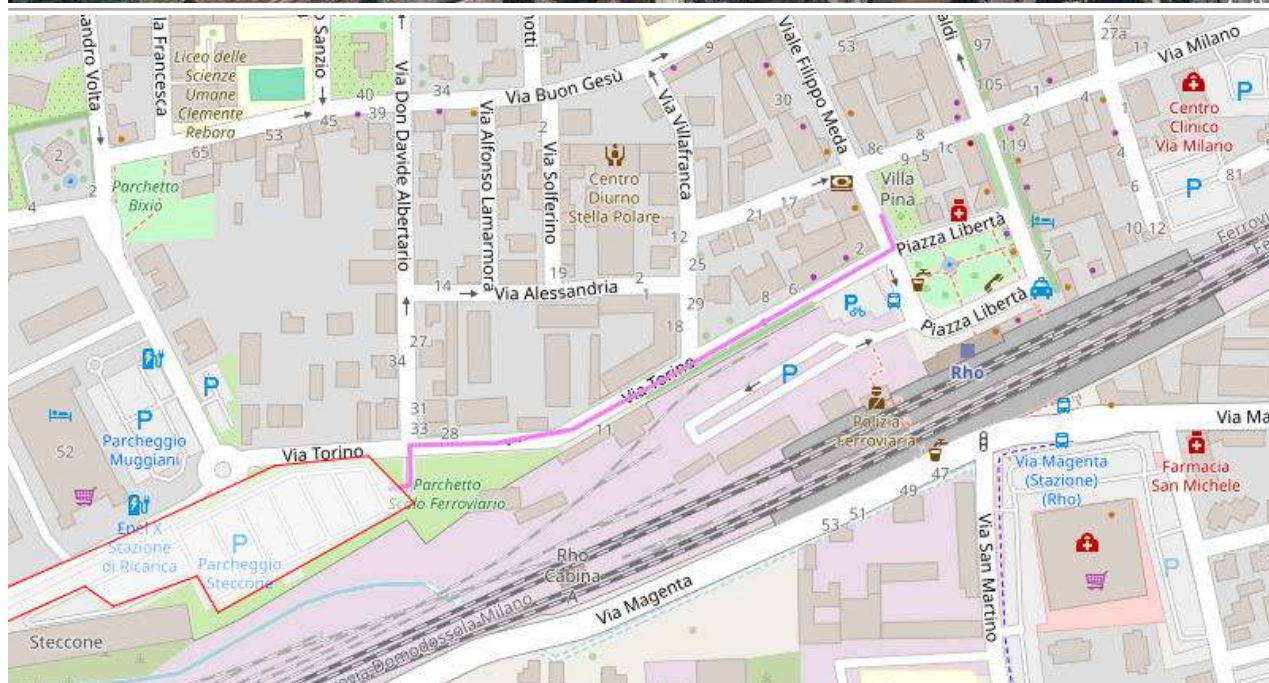 Via Francesca
Liceo delle
Scienze
Umane
Clemente
Rebora
Via Don Davide Albertario
40
39
45
53
65
34
Via Buon Gesù
9
Via Alfonso Lamarmora
2
Via Solferino
19
Centro
Diurno
Stella Polare
Via Villafranca
30
53
Viale Filippo Meda
97
105
27a
11
Via Milano
Centro
Clinico
Via Milano
P
P
81
1
4
1
2
119
4
6
10 12
8c
8
9
5
1c
Villa
Pina
Piazza Libertà
7
Piazza Libertà
2
4
2
Parchetto
Bixio
21
17
12
25
29
18
14
Via Alessandria
2
1
8
6
2
P
P
27
34
31
33
28
11
Via Torino
Via Torino
Rho
Polizia
Ferroviaria
52
P
P
Parcheggio
Muggiani
Enel X
Stazione
di Ricarica
P
Parcheggio
Steccone
Parchetto
Scalo Ferroviario
Steccone
Rho
Cabina
A
Via Magenta
53
51
49
47
Via San Martino
Via Magenta
(Stazione)
(Rho)
Farmacia
San Michele
P